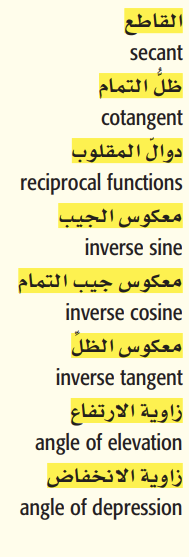 القاطع
secant
ظلُّ التمام
cotangent
دوالّ المقلوب
reciprocal functions
معكوس الجيب
inverse sine
معكوس جيب التمام
inverse cosine
معكوس الظلِّ
inverse tangent
زاوية الارتفاع
angle of elevation
زاوية الانخفاض
angle of depression